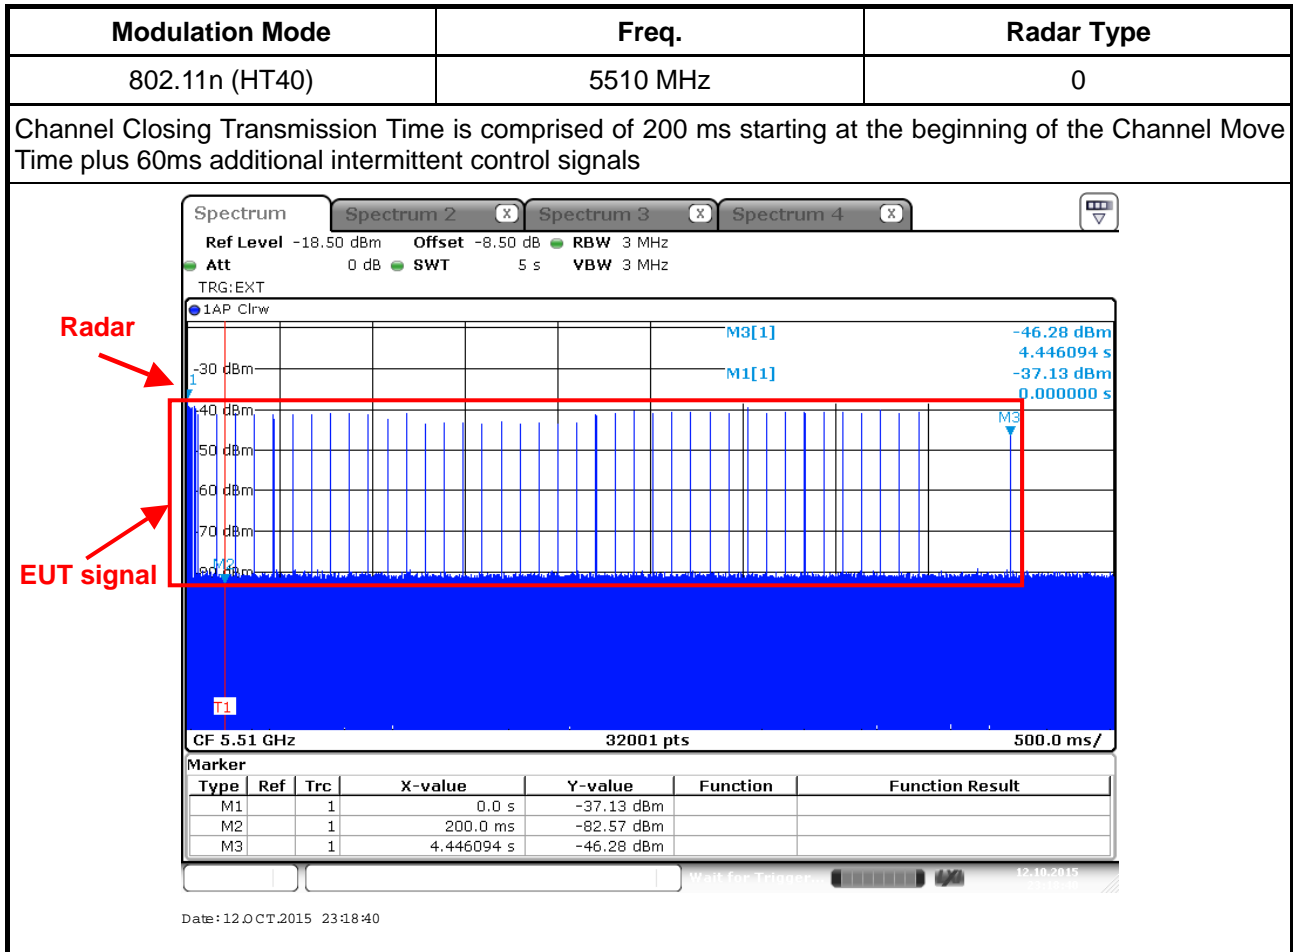 Modulation Mode Freq. Radar Type
802.11n (HT40) 5510 MHz 0
Channel Closing Transmission Time is comprised of 200 ms starting at the beginning of the Channel Move
Time plus 60ms additional intermittent control signals
Spectrum Spectrum 2 X Spectrum 3 X Spectrum 4 X
Ref Level -18.50 dBm Offset -8.50 dB RBW 3 MHz
Att 0 dB SWT 5 s VBW 3 MHz
TRG:EXT
1AP Clrw
Radar
M3[1] -46.28 dBm
4.446094 s
-30 dBm
M1[1] -37.13 dBm
0.000000 s
1
-40 dBm
M3
-50 dBm
-60 dBm
-70 dBm
EUT signal
M2
T1
CF 5.51 GHz 32001 pts 500.0 ms/
Marker
Type Ref Trc X-value Y-value Function Function Result
M1 1 0.0 s -37.13 dBm
M2 1 200.0 ms -82.57 dBm
M3 1 4.446094 s -46.28 dBm
Wait for Trigger... 12.10.2015
Date: 12.OCT.2015 23:18:40